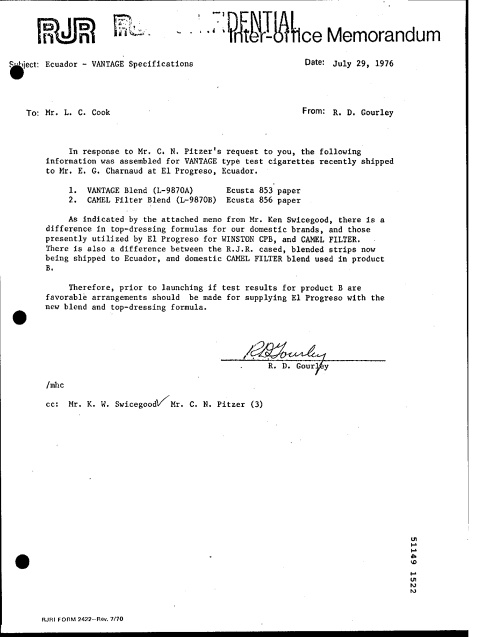 RJR
DENTIAL
Inter-office Memorandum
Subject: Ecuador - VANTAGE Specifications Date: July 29, 1976
To: Mr. L. C. Cook From: R. D. Gourley
In response to Mr. C. N. Pitzer's request to you, the following
information was assembled for VANTAGE type test cigarettes recently shipped
to Mr. E. G. Charnaud at El Progreso, Ecuador.
1. VANTAGE Blend (L-9870A) Ecusta 853 paper
2. CAMEL Filter Blend (L-9870B) Ecusta 856 paper
As indicated by the attached memo from Mr. Ken Swicegood, there is a
difference in top-dressing formulas for our domestic brands, and those
presently utilized by El Progreso for WINSTON CPB, and CAMEL FILTER.
There is also a difference between the R.J.R. cased, blended strips now
being shipped to Ecuador, and domestic CAMEL FILTER blend used in product
B.
Therefore, prior to launching if test results for product B are
favorable arrangements should be made for supplying El Progreso with the
new blend and top-dressing formula.
RDGourley
R. D. Gourley
/mhc
cc: Mr. K. W. Swicegood✓ Mr. C. N. Pitzer (3)
51149 1522
RJRI FORM 2422—Rev. 7/70